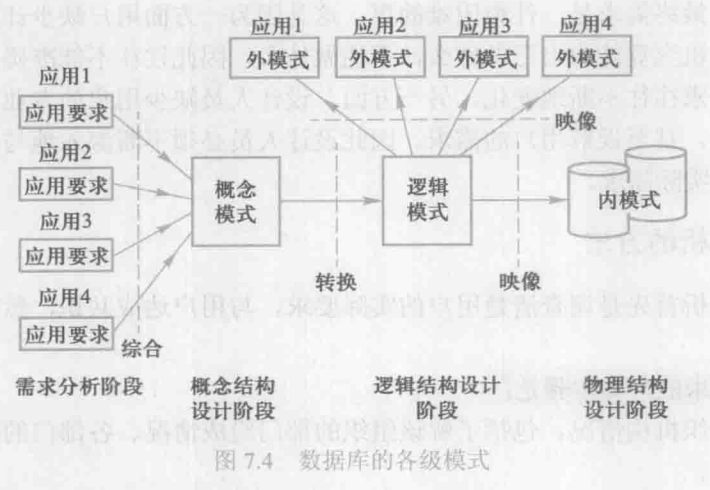 应用1 应用2 应用3 应用4
外模式 外模式 外模式 外模式
映像
应用1
应用要求
应用2
应用要求
应用3
应用要求
应用4
应用要求
综合
概念
模式
转换
逻辑
模式
映像
内模式
需求分析阶段
概念结构
设计阶段
逻辑结构设计
阶段
物理结构
设计阶段
图 7.4 数据库的各级模式